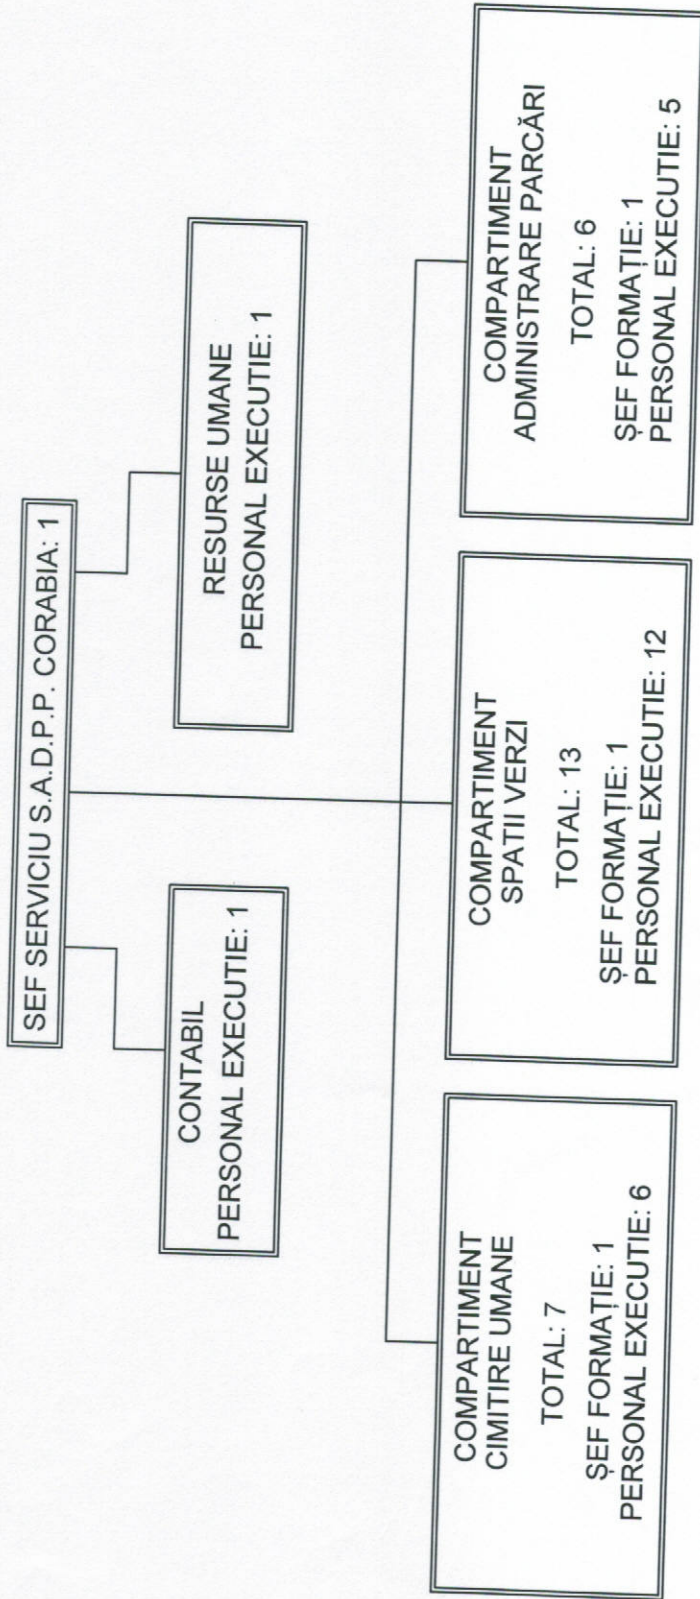 SEF SERVICIU S.A.D.P.P. CORABIA: 1
CONTABIL
PERSONAL EXECUTIE: 1
RESURSE UMANE
PERSONAL EXECUTIE: 1
COMPARTIMENT
CIMITIRE UMANE
TOTAL: 7
ȘEF FORMAȚIE: 1
PERSONAL EXECUTIE: 6
COMPARTIMENT
SPATII VERZI
TOTAL: 13
ȘEF FORMAȚIE: 1
PERSONAL EXECUTIE: 12
COMPARTIMENT
ADMINISTRARE PARCĂRI
TOTAL: 6
ȘEF FORMAȚIE: 1
PERSONAL EXECUTIE: 5